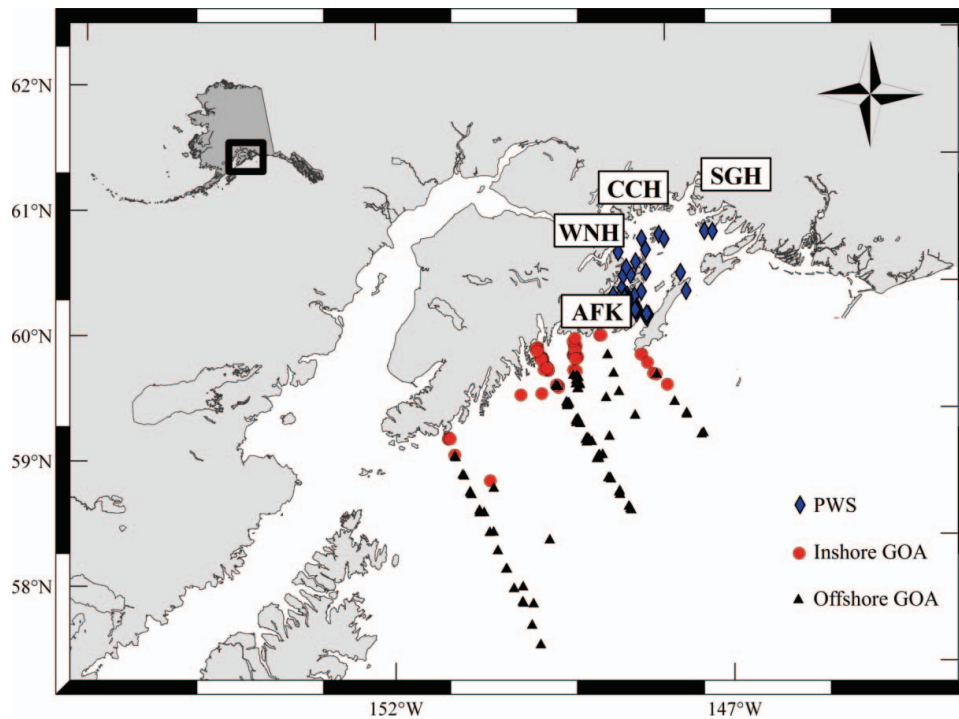 62°N
SGH
CCH
61°N
WNH
AFK
60°N
59°N
PWS
Inshore GOA
Offshore GOA
58°N
152°W
147°W